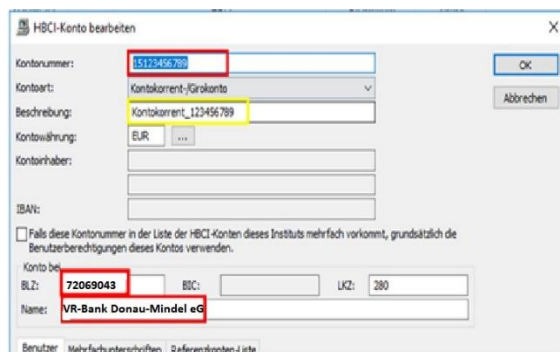 HBCI-Konto bearbeiten
Kontonummer: 15123456789
OK
Kontoart: Kontokorrent-/Girokonto
Abbrechen
Beschreibung: Kontokorrent_123456789
Kontowährung: EUR ...
Kontoinhaber:
IBAN:
Falls diese Kontonummer in der Liste der HBCI-Konten dieses Instituts mehrfach vorkommt, grundsätzlich die
Benutzerberechtigungen dieses Kontos verwenden.
Konto bei
BLZ: 72069043 BIC: LKZ: 280
Name: VR-Bank Donau-Mindel eG
Benutzer Mehrfachunterschriften Referenzkonten-Liste